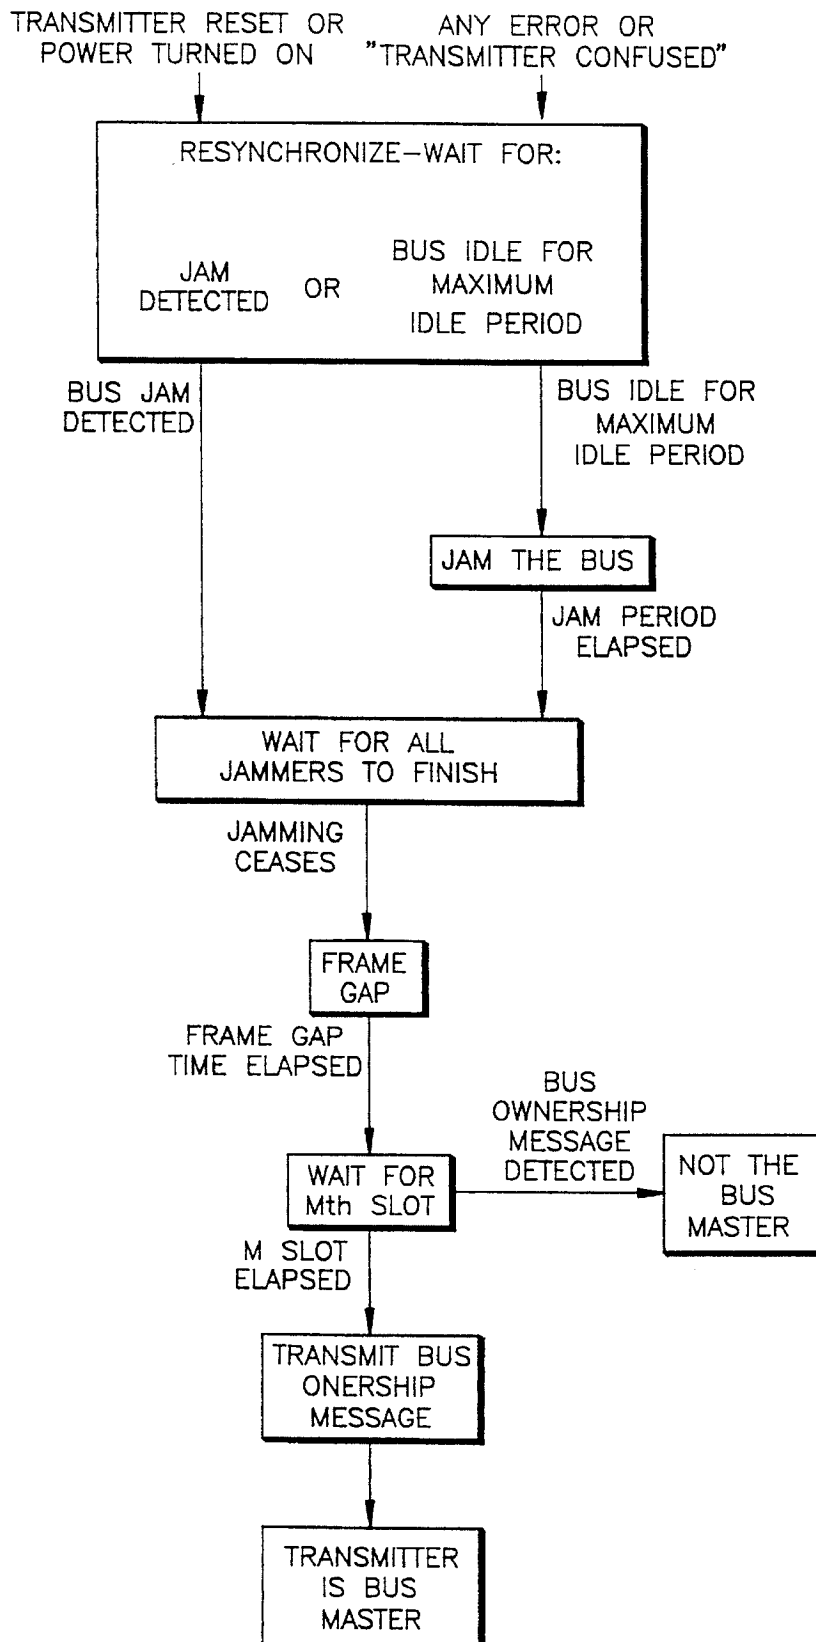 TRANSMITTER RESET OR
POWER TURNED ON
ANY ERROR OR
"TRANSMITTER CONFUSED"
RESYNCHRONIZE-WAIT FOR:
JAM
DETECTED
OR
BUS IDLE FOR
MAXIMUM
IDLE PERIOD
BUS JAM
DETECTED
BUS IDLE FOR
MAXIMUM
IDLE PERIOD
JAM THE BUS
JAM PERIOD
ELAPSED
WAIT FOR ALL
JAMMERS TO FINISH
JAMMING
CEASES
FRAME
GAP
FRAME GAP
TIME ELAPSED
BUS
OWNERSHIP
MESSAGE
DETECTED
WAIT FOR
Mth SLOT
NOT THE
BUS
MASTER
M SLOT
ELAPSED
TRANSMIT BUS
ONERSHIP
MESSAGE
TRANSMITTER
IS BUS
MASTER